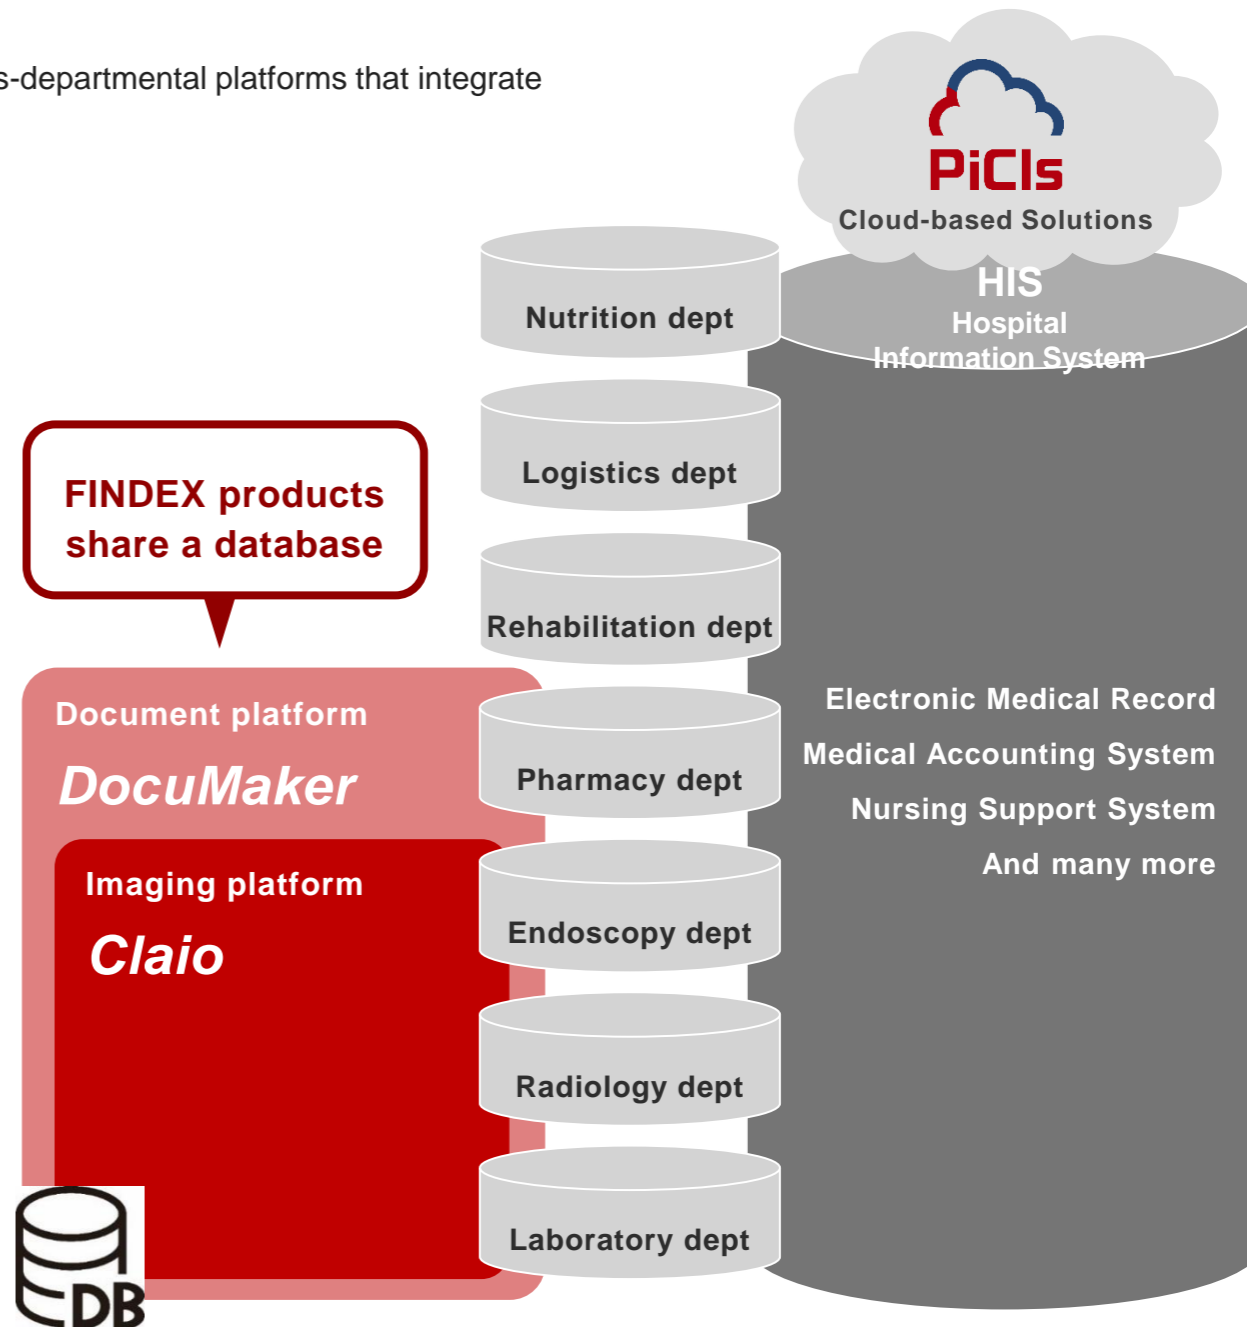 s-departmental platforms that integrate
PiCls
Cloud-based Solutions
HIS
Hospital
Information System
Nutrition dept
Logistics dept
FINDEX products
share a database
Rehabilitation dept
Document platform
DocuMaker
Pharmacy dept
Electronic Medical Record
Medical Accounting System
Nursing Support System
And many more
Imaging platform
Claio
Endoscopy dept
Radiology dept
Laboratory dept
DB